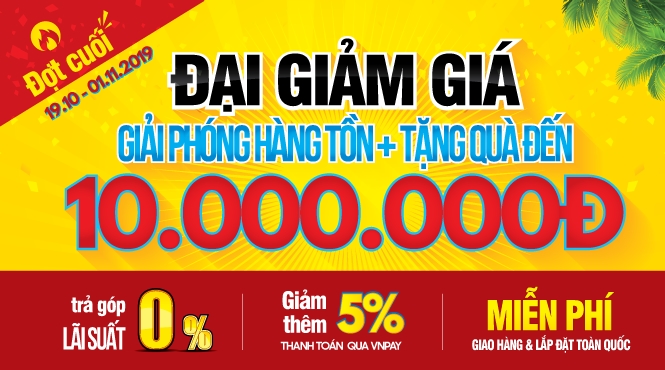 Đợt cuối
19.10 - 01.11.2019
ĐẠI GIẢM GIÁ
GIẢI PHÓNG HÀNG TỒN + TẶNG QUÀ ĐẾN
10.000.000Đ
trả góp
LÃI SUẤT 0%
Giảm
thêm 5%
THANH TOÁN QUA VNPAY
MIỄN PHÍ
GIAO HÀNG & LẮP ĐẶT TOÀN QUỐC